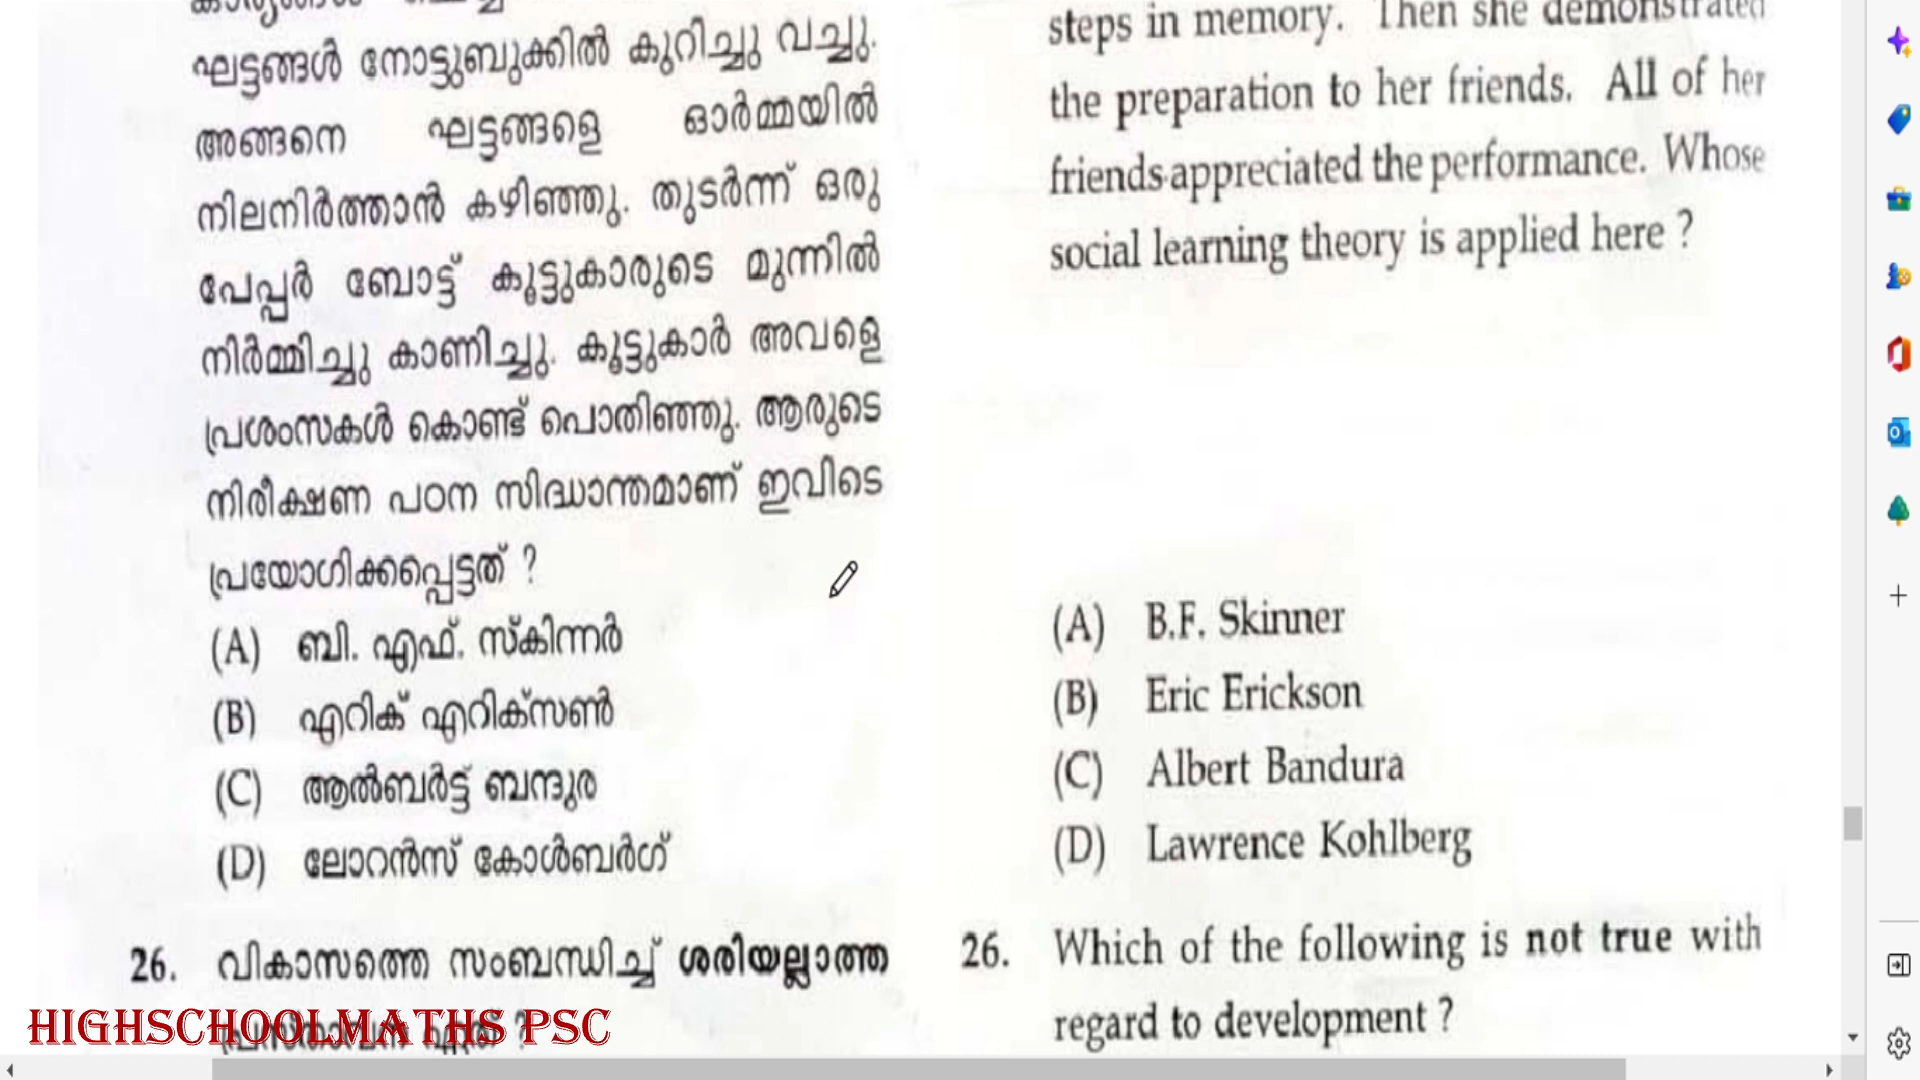 ഘട്ടങ്ങൾ നോട്ടുബുക്കിൽ കുറിച്ചു വച്ചു.
അങ്ങനെ ഘട്ടങ്ങളെ ഓർമ്മയിൽ
നിലനിർത്താൻ കഴിഞ്ഞു. തുടർന്ന് ഒരു
പേപ്പർ ബോട്ട് കൂട്ടുകാരുടെ മുന്നിൽ
നിർമ്മിച്ചു കാണിച്ചു. കൂട്ടുകാർ അവളെ
പ്രശംസകൾ കൊണ്ട് പൊതിഞ്ഞു. ആരുടെ
നിരീക്ഷണ പഠന സിദ്ധാന്തമാണ് ഇവിടെ
പ്രയോഗിക്കപ്പെട്ടത് ?
(A) ബി. എഫ്. സ്കിന്നർ
(B) എറിക് എറിക്സൺ
(C) ആൽബർട്ട് ബന്ദുര
(D) ലോറൻസ് കോൾബർഗ്
26. വികാസത്തെ സംബന്ധിച്ച് ശരിയല്ലാത്ത
steps in memory. Then she demonstrated
the preparation to her friends. All of her
friends appreciated the performance. Whose
social learning theory is applied here ?
(A) B.F. Skinner
(B) Eric Erickson
(C) Albert Bandura
(D) Lawrence Kohlberg
26. Which of the following is not true with
regard to development ?
HIGHSCHOOLMATHS PSC